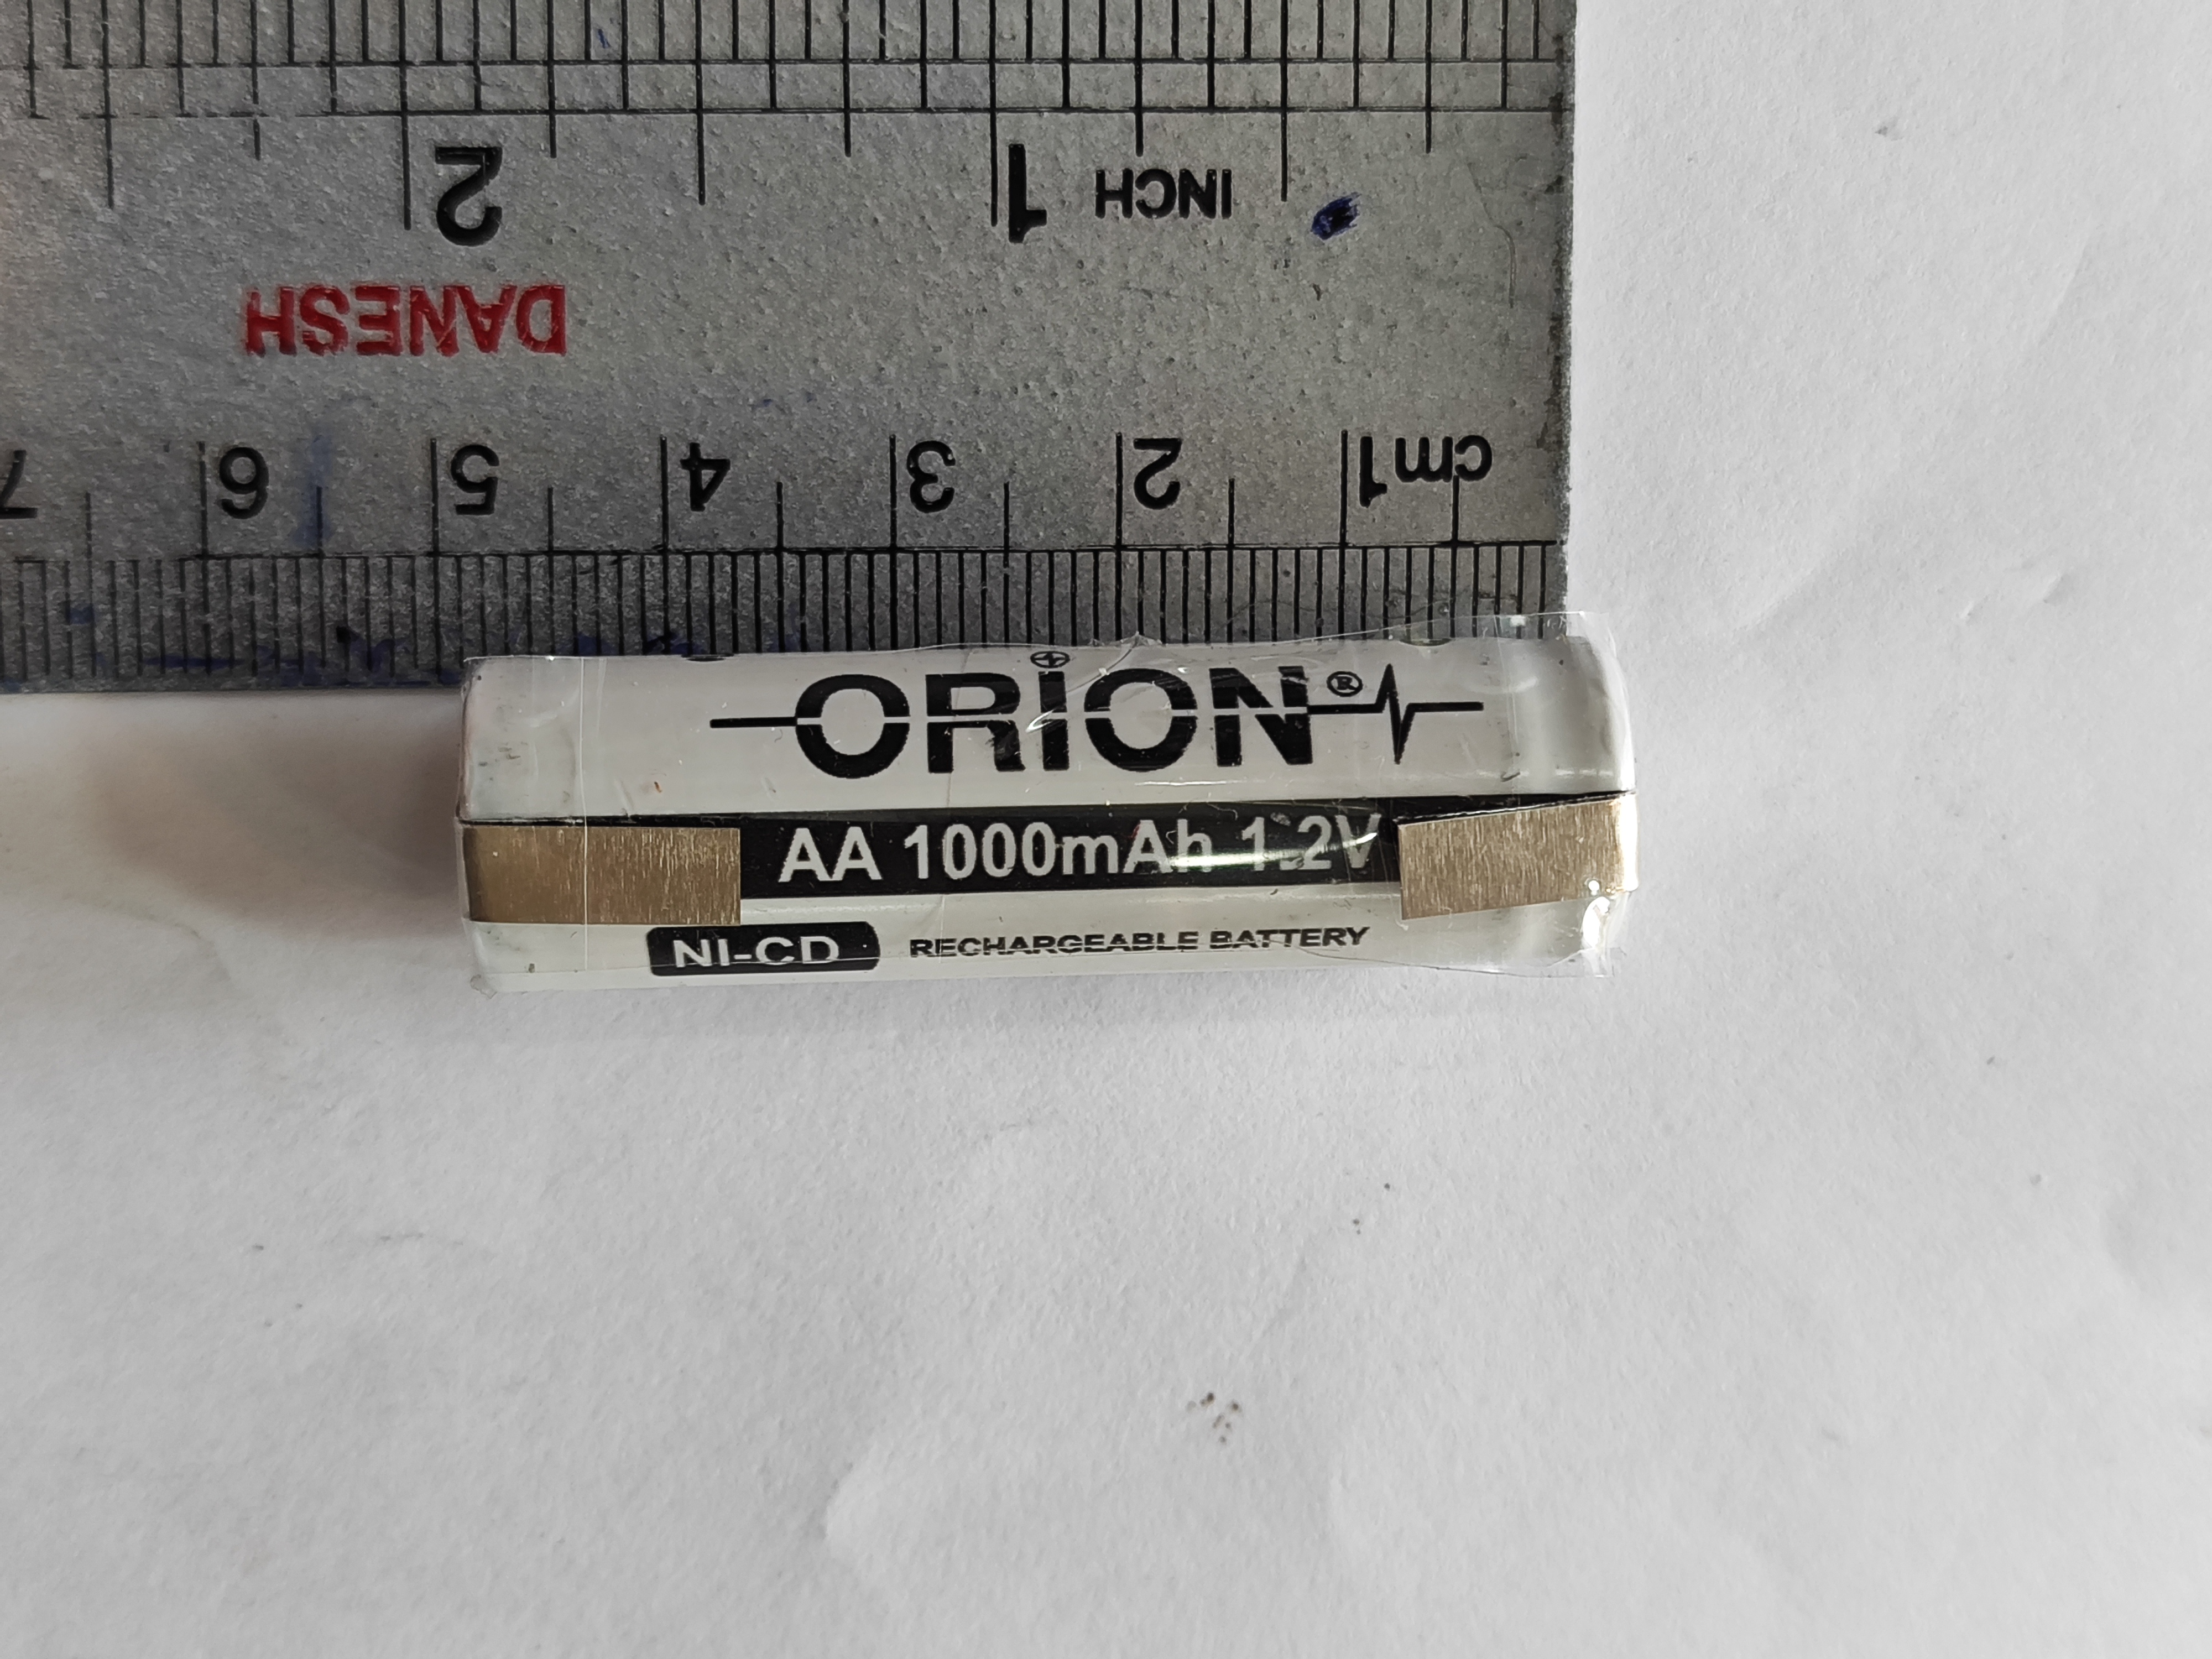 2
1 INCH
DANESH
7 6 5 4 3 2 1 cm
ORION®
AA 1000mAh 1.2V
NI-CD RECHARGEABLE BATTERY